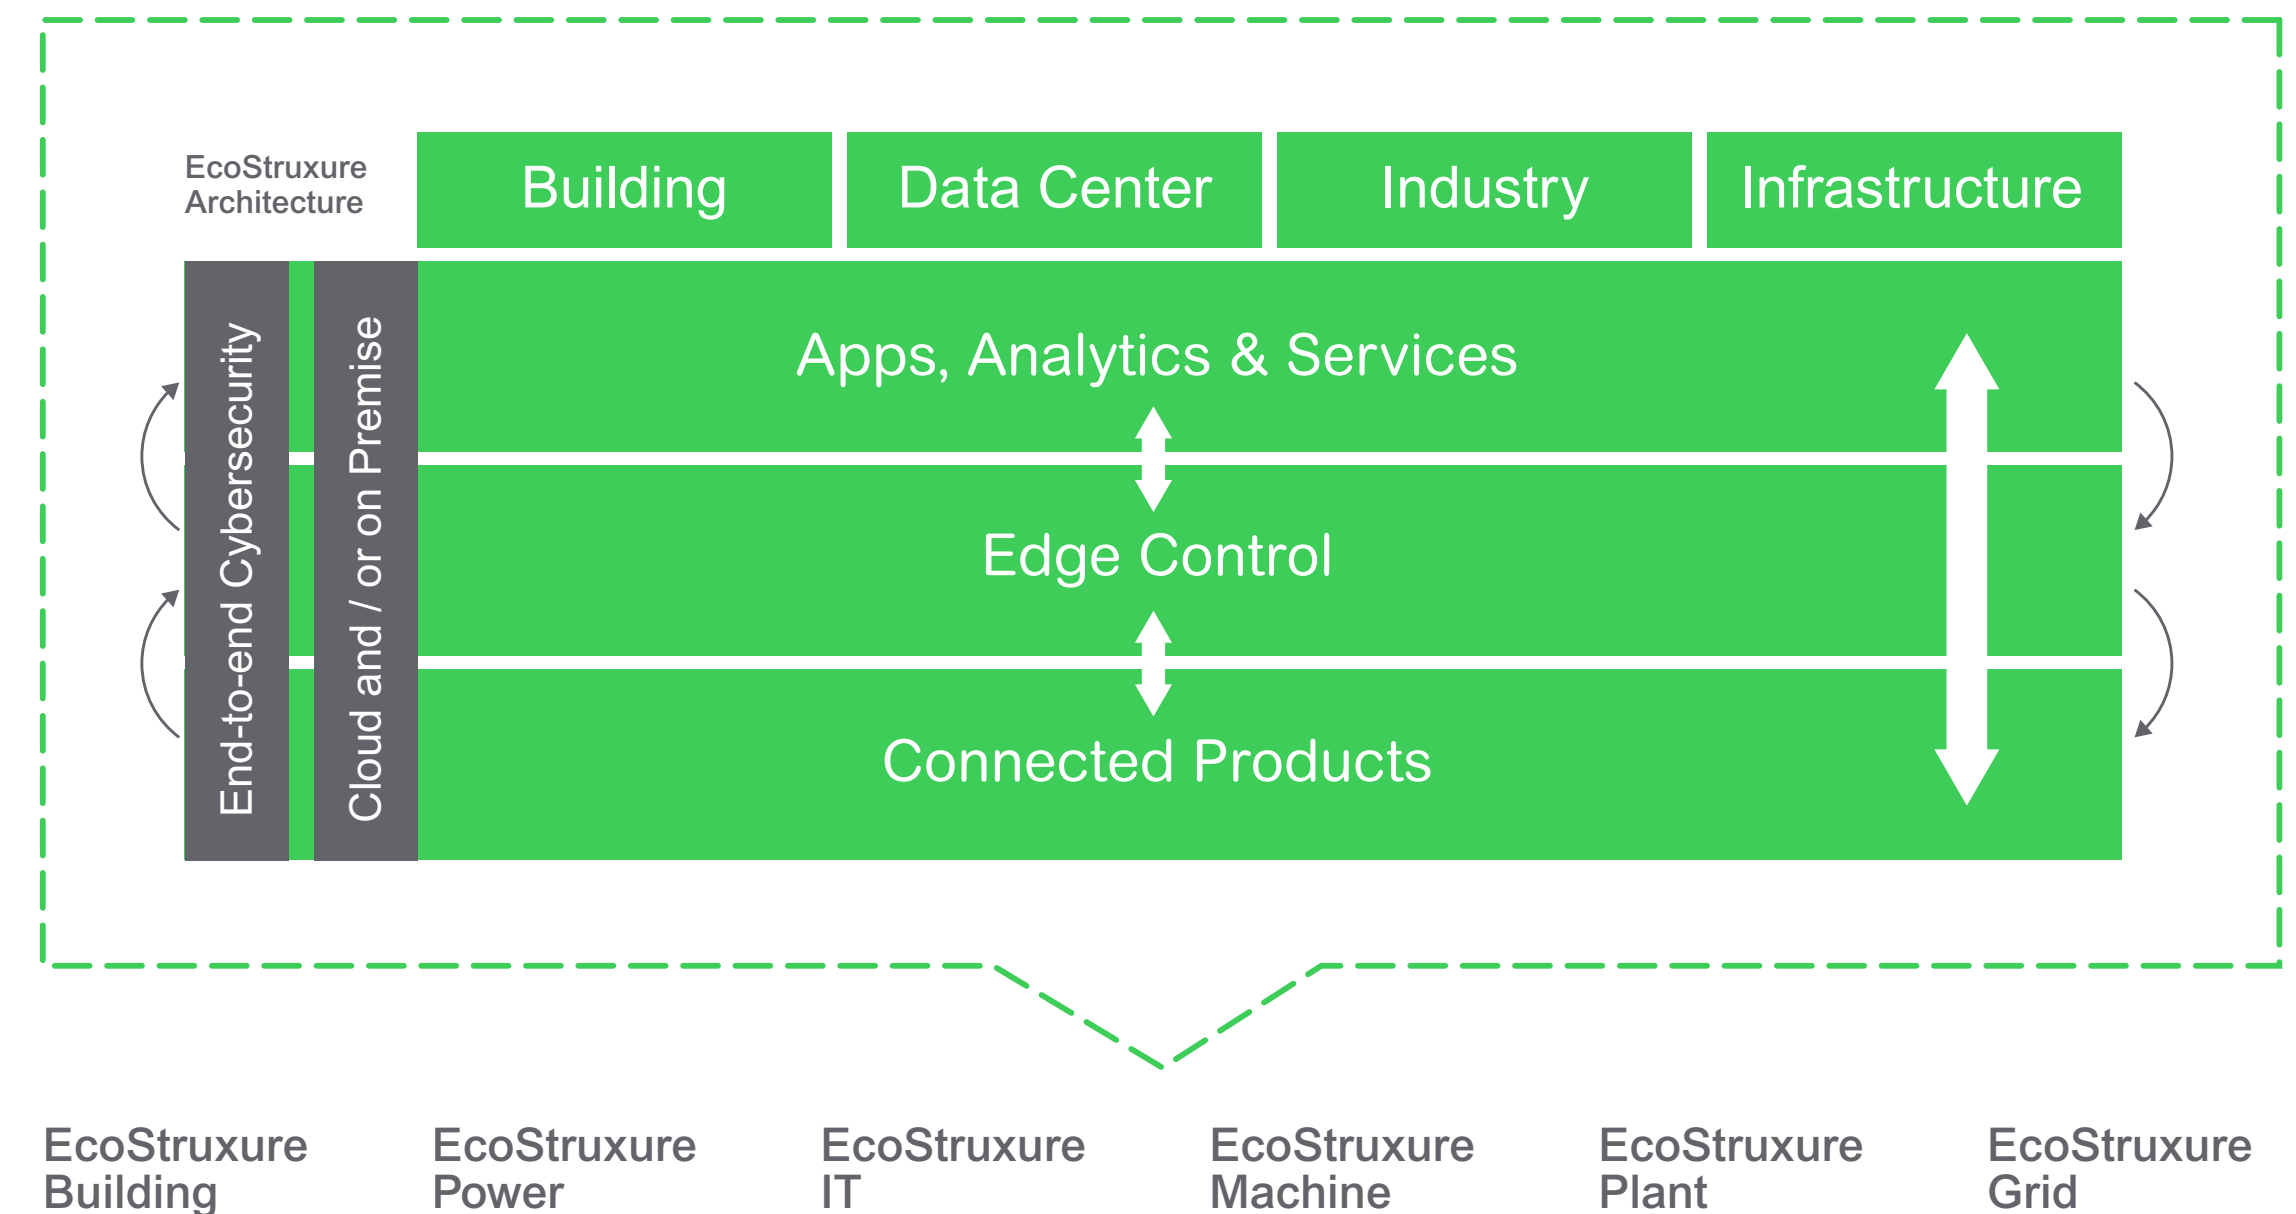 EcoStruxure
Architecture
Building
Data Center
Industry
Infrastructure
End-to-end Cybersecurity
Cloud and / or on Premise
Apps, Analytics & Services
Edge Control
Connected Products
EcoStruxure
Building
EcoStruxure
Power
EcoStruxure
IT
EcoStruxure
Machine
EcoStruxure
Plant
EcoStruxure
Grid